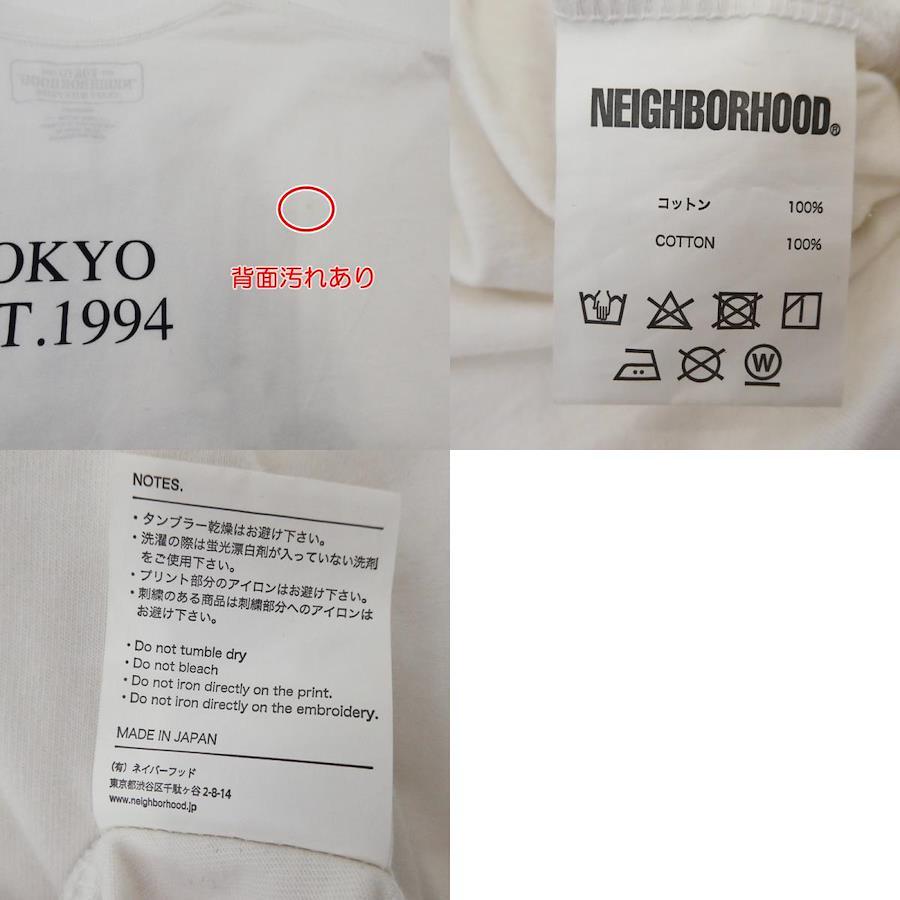 NEIGHBORHOOD
背面汚れあり
OKYO
T.1994
NEIGHBORHOOD®
コットン 100%
COTTON 100%
W
NOTES.
・タンブラー乾燥はお避け下さい。
・洗濯の際は蛍光漂白剤が入っていない洗剤
をご使用下さい。
・プリント部分のアイロンはお避け下さい。
・刺繍のある商品は刺繍部分へのアイロンは
お避け下さい。
・Do not tumble dry
・Do not bleach
・Do not iron directly on the print.
・Do not iron directly on the embroidery.
MADE IN JAPAN
(有) ネイバーフッド
東京都渋谷区千駄ヶ谷 2-8-14
www.neighborhood.jp